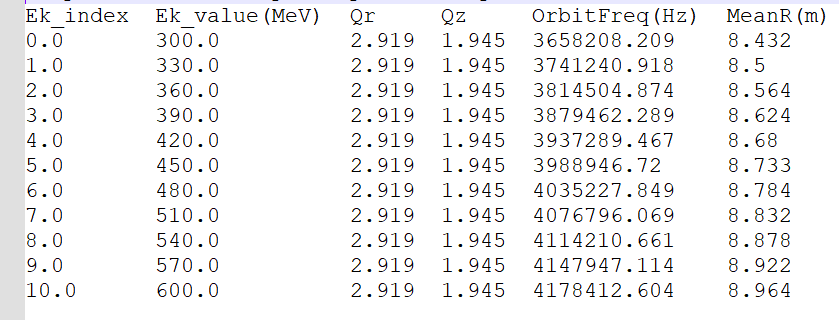 Ek_index Ek_value(MeV) Qr Qz OrbitFreq(Hz) MeanR(m)
0.0 300.0 2.919 1.945 3658208.209 8.432
1.0 330.0 2.919 1.945 3741240.918 8.5
2.0 360.0 2.919 1.945 3814504.874 8.564
3.0 390.0 2.919 1.945 3879462.289 8.624
4.0 420.0 2.919 1.945 3937289.467 8.68
5.0 450.0 2.919 1.945 3988946.72 8.733
6.0 480.0 2.919 1.945 4035227.849 8.784
7.0 510.0 2.919 1.945 4076796.069 8.832
8.0 540.0 2.919 1.945 4114210.661 8.878
9.0 570.0 2.919 1.945 4147947.114 8.922
10.0 600.0 2.919 1.945 4178412.604 8.964